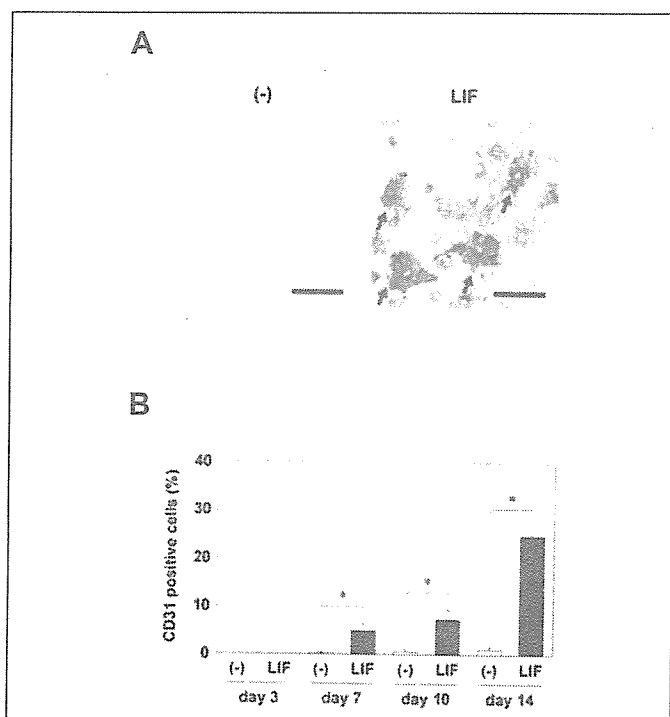 A
(-) LIF
B
CD31 positive cells (%)
40
30
20
10
0
* * *
(-) LIF (-) LIF (-) LIF (-) LIF
day 3 day 7 day 10 day 14